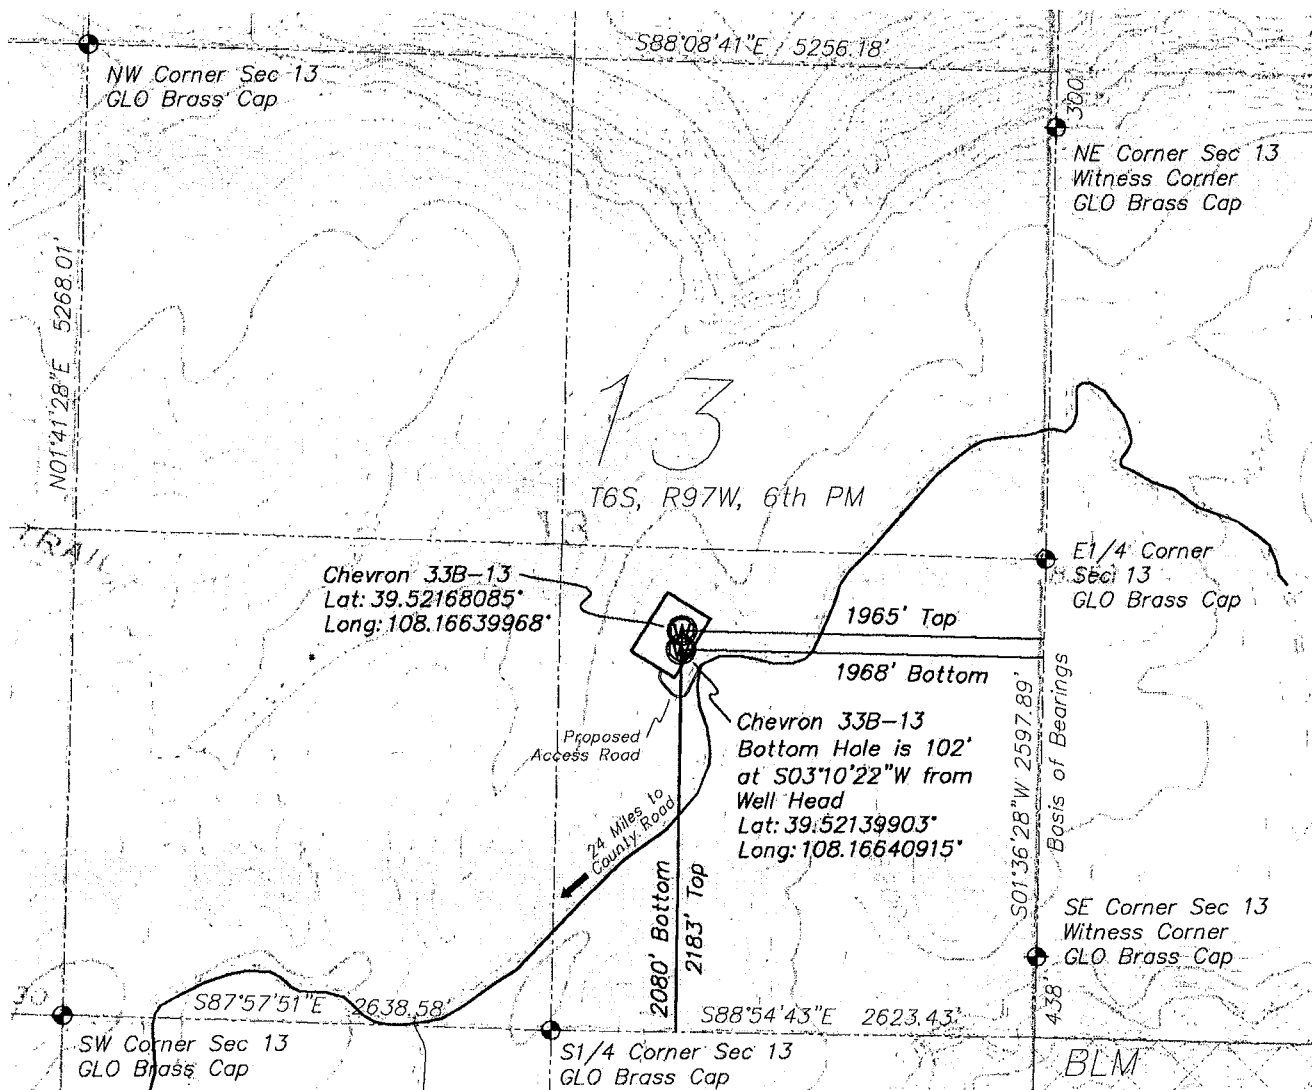 S88°08'41"E 5256.18'
NW Corner Sec 13
GLO Brass Cap
300'
NE Corner Sec 13
Witness Corner
GLO Brass Cap
N01°41'28"E 5268.01'
13
T6S, R97W, 6th PM
TRAIL
13
E1/4 Corner
Sec 13
GLO Brass Cap
Chevron 33B-13
Lat: 39.52168085°
Long: 108.16639968°
W
W
1965' Top
1968' Bottom
Proposed
Access Road
Chevron 33B-13
Bottom Hole is 102'
at S03°10'22"W from
Well Head
Lat: 39.52139903°
Long: 108.16640915°
S01°36'28"W 2597.89'
Basis of Bearings
24 Miles to
County Road
2080' Bottom
2183' Top
SE Corner Sec 13
Witness Corner
GLO Brass Cap
438'
30
S87°57'51"E 2638.58'
S88°54'43"E 2623.43'
SW Corner Sec 13
GLO Brass Cap
S1/4 Corner Sec 13
GLO Brass Cap
BLM